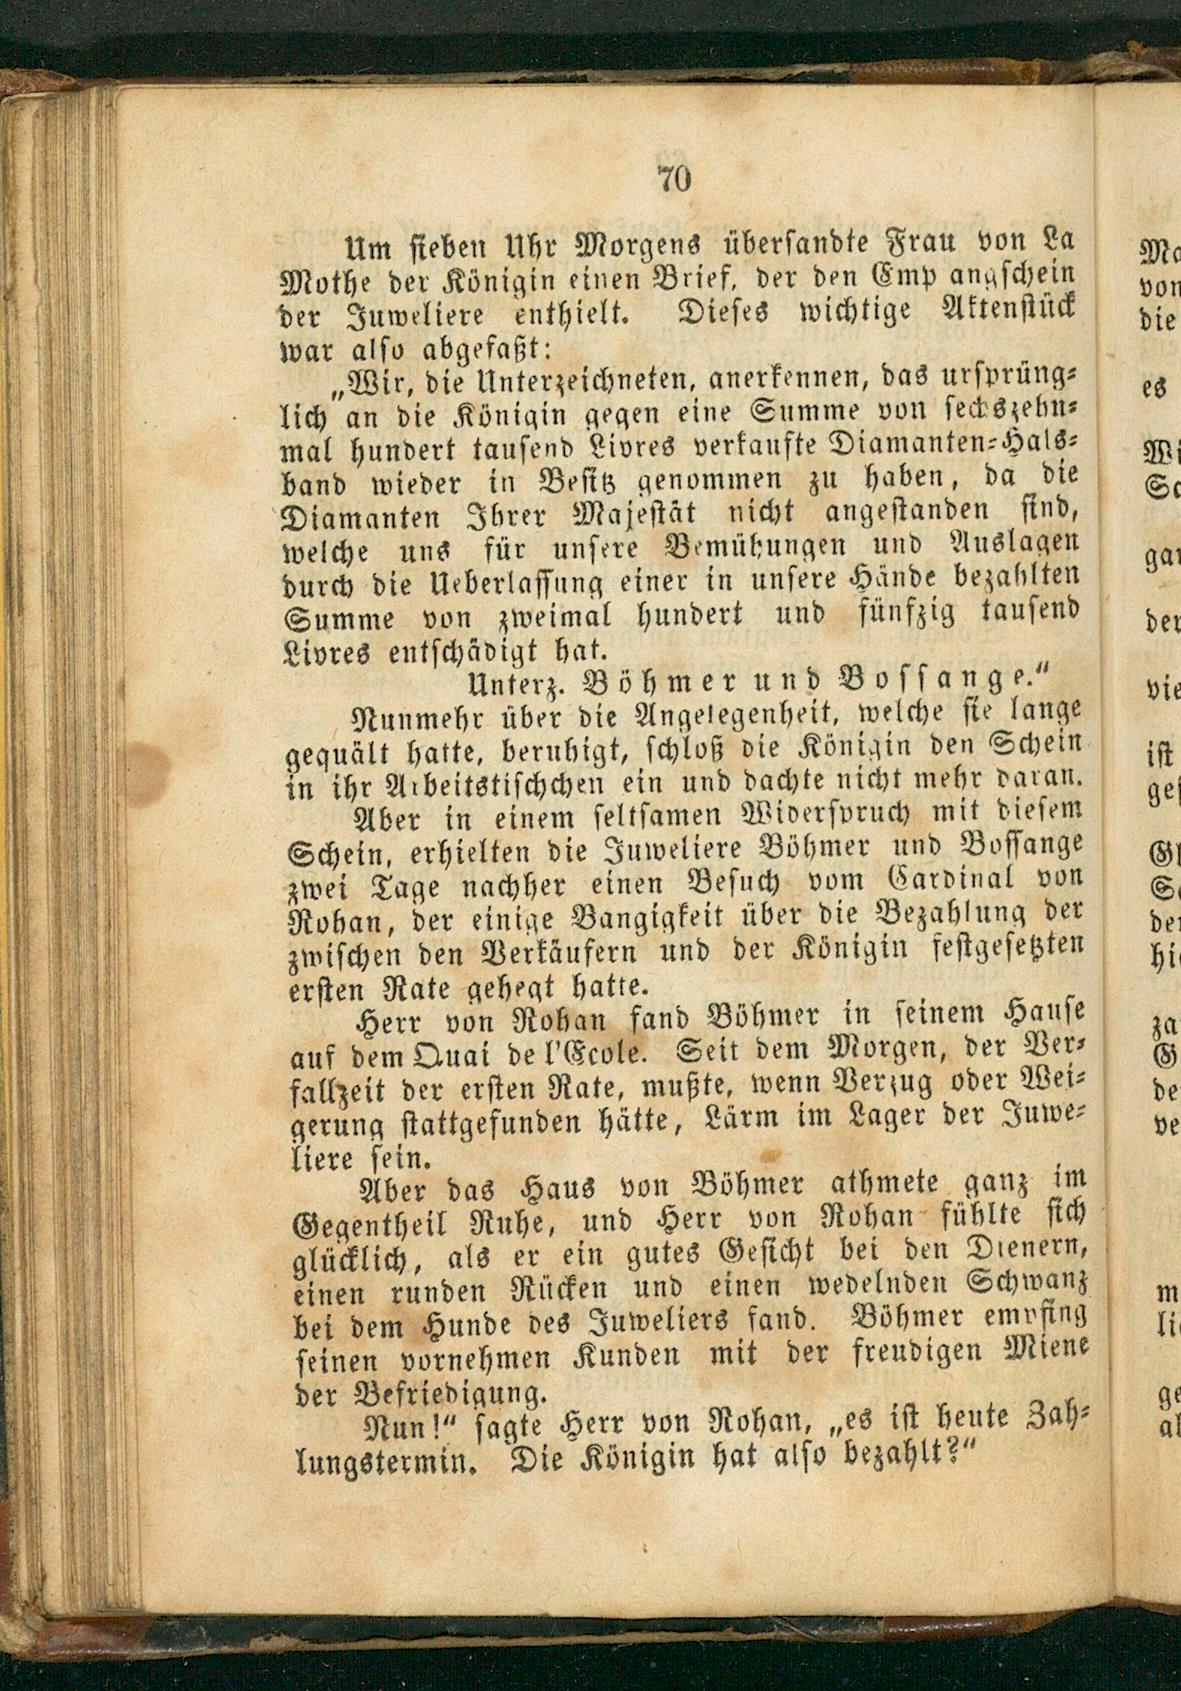 70
Um sieben Uhr Morgens übersandte Frau von La
Mothe der Königin einen Brief, der den Emp angschein
der Juweliere enthielt. Dieses wichtige Aktenstück
war also abgefaßt:
„Wir, die Unterzeichneten, anerkennen, das ursprüng-
lich an die Königin gegen eine Summe von sechszehn-
mal hundert tausend Livres verkaufte Diamanten-Hals-
band wieder in Besitz genommen zu haben, da die
Diamanten Ihrer Majestät nicht angestanden sind,
welche uns für unsere Bemühungen und Auslagen
durch die Ueberlassung einer in unsere Hände bezahlten
Summe von zweimal hundert und fünfzig tausend
Livres entschädigt hat.
Unterz. Böhmer und Bossange.“
Nunmehr über die Angelegenheit, welche sie lange
gequält hatte, beruhigt, schloß die Königin den Schein
in ihr Arbeitstischchen ein und dachte nicht mehr daran.
Aber in einem seltsamen Widerspruch mit diesem
Schein, erhielten die Juweliere Böhmer und Bossange
zwei Tage nachher einen Besuch vom Cardinal von
Rohan, der einige Bangigkeit über die Bezahlung der
zwischen den Verkäufern und der Königin festgesetzten
ersten Rate gehegt hatte.
Herr von Rohan fand Böhmer in seinem Hause
auf dem Quai de l'Ecole. Seit dem Morgen, der Ver-
fallzeit der ersten Rate, mußte, wenn Verzug oder Wei-
gerung stattgefunden hätte, Lärm im Lager der Juwe-
liere sein.
Aber das Haus von Böhmer athmete ganz im
Gegentheil Ruhe, und Herr von Rohan fühlte sich
glücklich, als er ein gutes Gesicht bei den Dienern,
einen runden Rücken und einen wedelnden Schwanz
bei dem Hunde des Juweliers fand. Böhmer empfing
seinen vornehmen Kunden mit der freudigen Miene
der Befriedigung.
Nun!“ sagte Herr von Rohan, „es ist heute Zah-
lungstermin. Die Königin hat also bezahlt?“